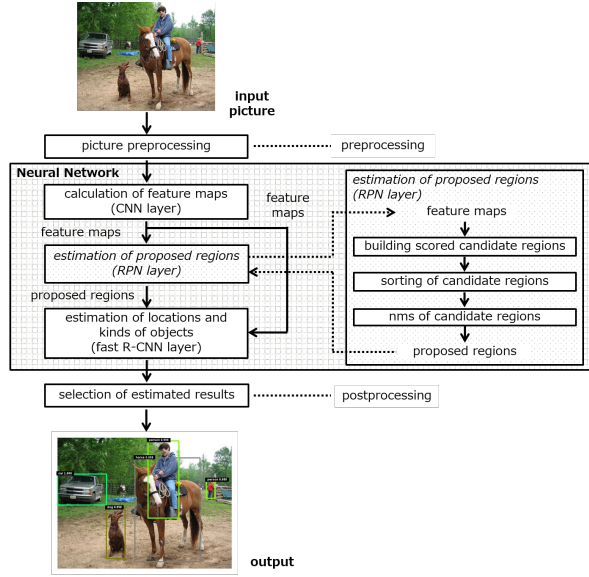 input
picture
picture preprocessing
preprocessing
Neural Network
calculation of feature maps
(CNN layer)
feature
maps
feature maps
estimation of proposed regions
(RPN layer)
proposed regions
estimation of locations and
kinds of objects
(fast R-CNN layer)
estimation of proposed regions
(RPN layer)
feature maps
building scored candidate regions
sorting of candidate regions
nms of candidate regions
proposed regions
selection of estimated results
postprocessing
output